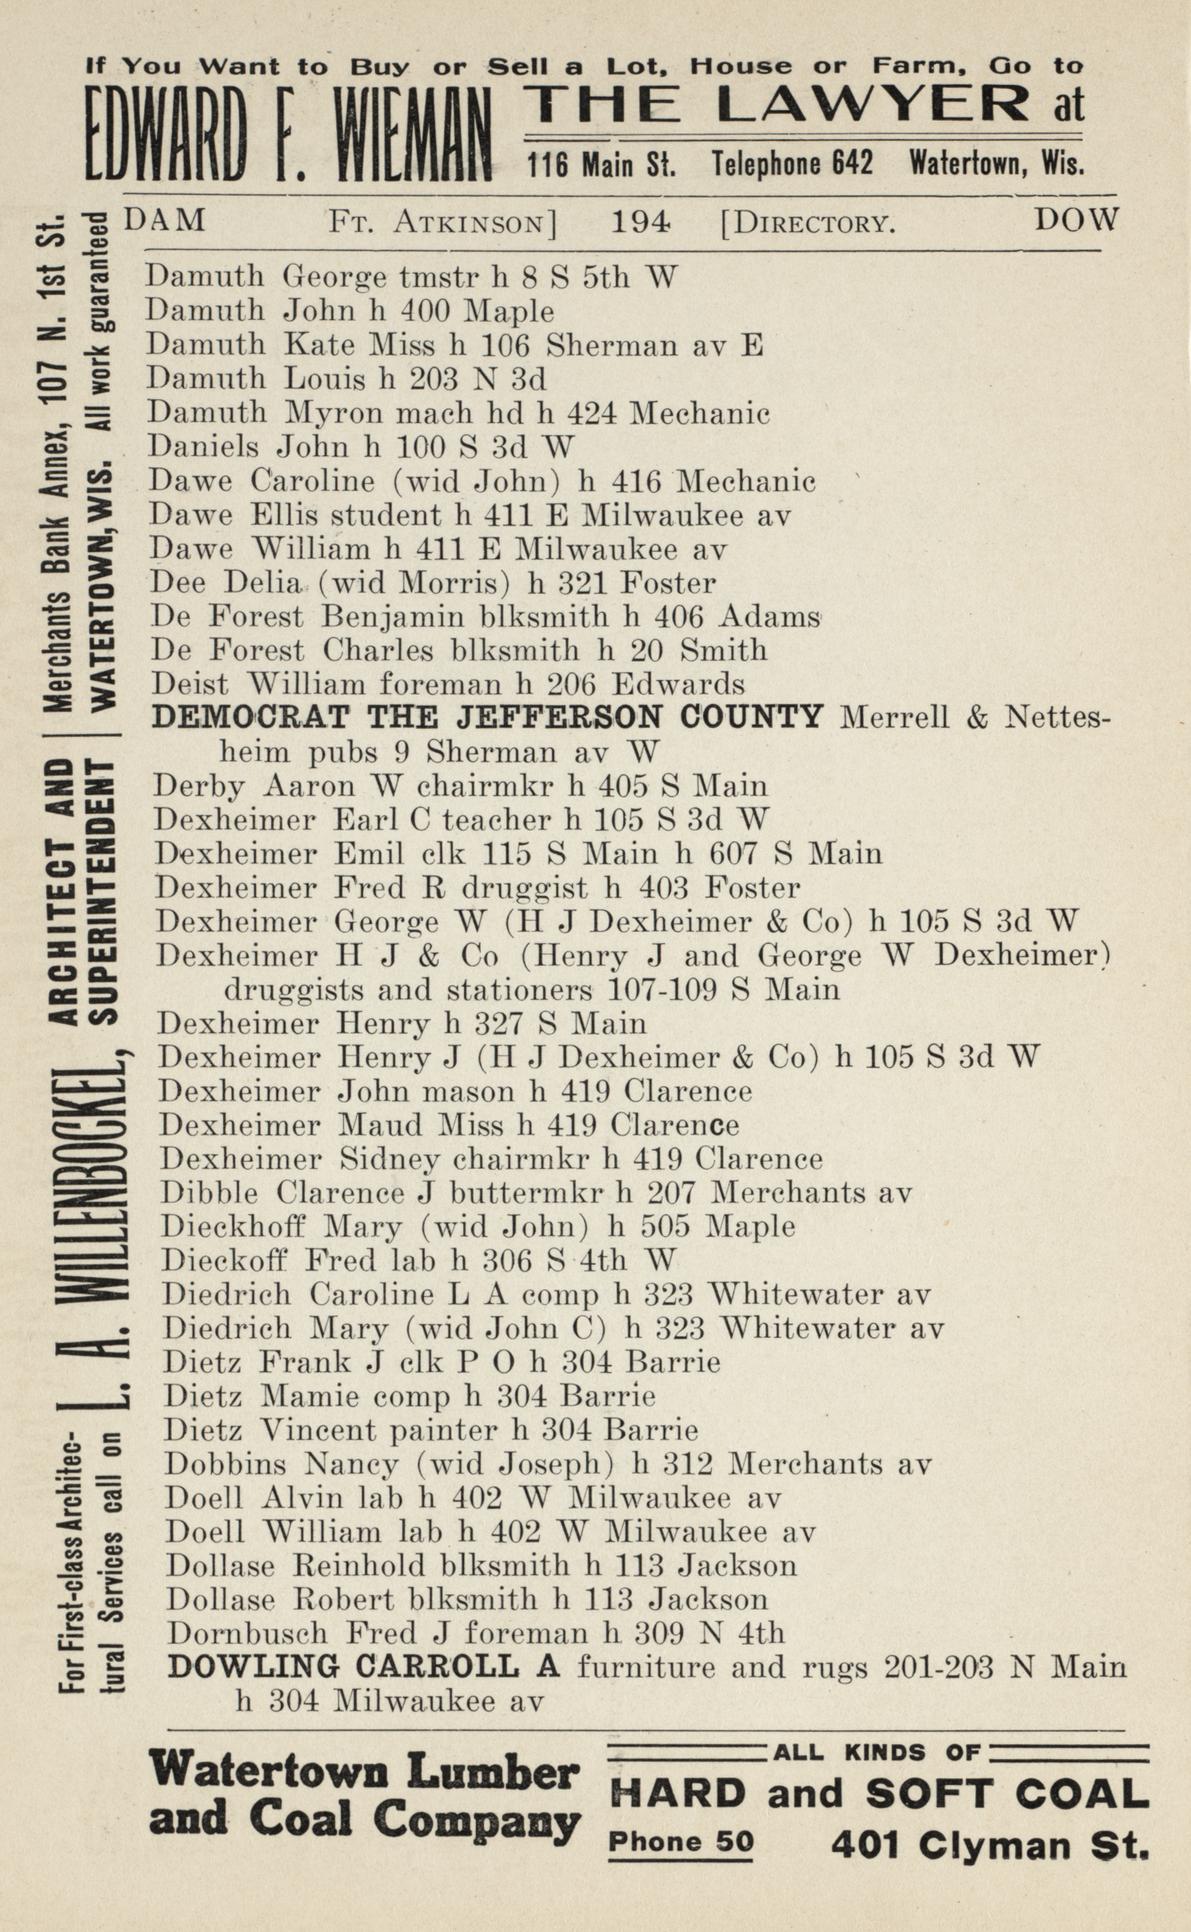 If You Want to Buy or Sell a Lot, House or Farm, Go to
EDWARD F. WIEMAN THE LAWYER at
116 Main St. Telephone 642 Watertown, Wis.
DAM FT. ATKINSON] 194 [DIRECTORY. DOW
Damuth George tmstr h 8 S 5th W
Damuth John h 400 Maple
Damuth Kate Miss h 106 Sherman av E
Damuth Louis h 203 N 3d
Damuth Myron mach hd h 424 Mechanic
Daniels John h 100 S 3d W
Dawe Caroline (wid John) h 416 Mechanic
Dawe Ellis student h 411 E Milwaukee av
Dawe William h 411 E Milwaukee av
Dee Delia (wid Morris) h 321 Foster
De Forest Benjamin blksmith h 406 Adams
De Forest Charles blksmith h 20 Smith
Deist William foreman h 206 Edwards
DEMOCRAT THE JEFFERSON COUNTY Merrell & Nettes-
heim pubs 9 Sherman av W
Derby Aaron W chairmkr h 405 S Main
Dexheimer Earl C teacher h 105 S 3d W
Dexheimer Emil clk 115 S Main h 607 S Main
Dexheimer Fred R druggist h 403 Foster
Dexheimer George W (H J Dexheimer & Co) h 105 S 3d W
Dexheimer H J & Co (Henry J and George W Dexheimer)
druggists and stationers 107-109 S Main
Dexheimer Henry h 327 S Main
Dexheimer Henry J (H J Dexheimer & Co) h 105 S 3d W
Dexheimer John mason h 419 Clarence
Dexheimer Maud Miss h 419 Clarence
Dexheimer Sidney chairmkr h 419 Clarence
Dibble Clarence J buttermkr h 207 Merchants av
Dieckhoff Mary (wid John) h 505 Maple
Dieckoff Fred lab h 306 S 4th W
Diedrich Caroline L A comp h 323 Whitewater av
Diedrich Mary (wid John C) h 323 Whitewater av
Dietz Frank J clk P O h 304 Barrie
Dietz Mamie comp h 304 Barrie
Dietz Vincent painter h 304 Barrie
Dobbins Nancy (wid Joseph) h 312 Merchants av
Doell Alvin lab h 402 W Milwaukee av
Doell William lab h 402 W Milwaukee av
Dollase Reinhold blksmith h 113 Jackson
Dollase Robert blksmith h 113 Jackson
Dornbusch Fred J foreman h 309 N 4th
DOWLING CARROLL A furniture and rugs 201-203 N Main
h 304 Milwaukee av
For First-class Architec-
tural Services call on
L. A. WILLENBOCKEL,
ARCHITECT AND
SUPERINTENDENT
Merchants Bank Annex, 107 N. 1st St.
WATERTOWN, WIS. All work guaranteed
Watertown Lumber
and Coal Company
ALL KINDS OF
HARD and SOFT COAL
Phone 50 401 Clyman St.